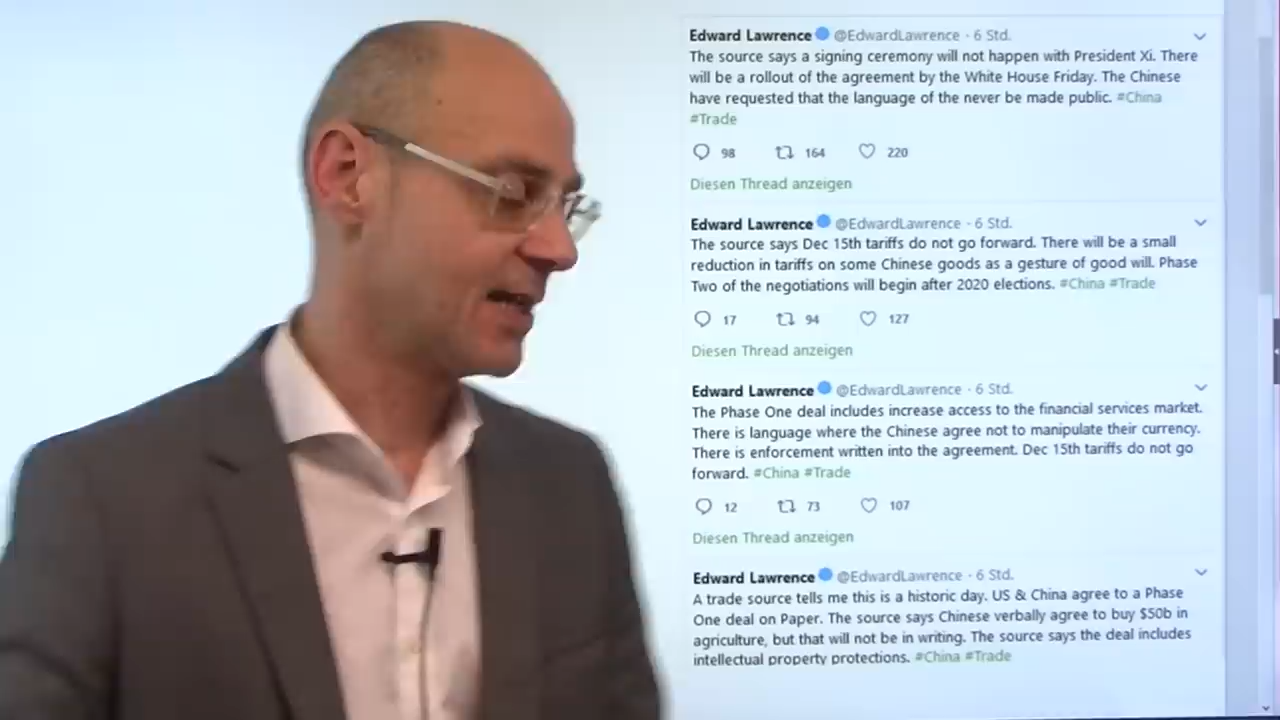 Edward Lawrence @EdwardLawrence · 6 Std.
The source says a signing ceremony will not happen with President Xi. There
will be a rollout of the agreement by the White House Friday. The Chinese
have requested that the language of the never be made public. #China
#Trade
98 164 220
Diesen Thread anzeigen
Edward Lawrence @EdwardLawrence · 6 Std.
The source says Dec 15th tariffs do not go forward. There will be a small
reduction in tariffs on some Chinese goods as a gesture of good will. Phase
Two of the negotiations will begin after 2020 elections. #China #Trade
17 94 127
Diesen Thread anzeigen
Edward Lawrence @EdwardLawrence · 6 Std.
The Phase One deal includes increase access to the financial services market.
There is language where the Chinese agree not to manipulate their currency.
There is enforcement written into the agreement. Dec 15th tariffs do not go
forward. #China #Trade
12 73 107
Diesen Thread anzeigen
Edward Lawrence @EdwardLawrence · 6 Std.
A trade source tells me this is a historic day. US & China agree to a Phase
One deal on Paper. The source says Chinese verbally agree to buy $50b in
agriculture, but that will not be in writing. The source says the deal includes
intellectual property protections. #China #Trade